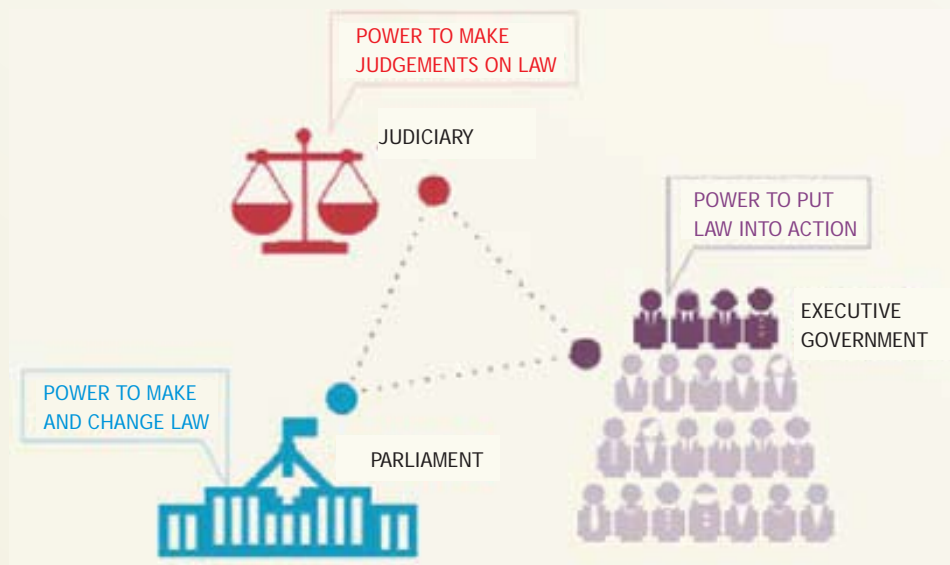 POWER TO MAKE
JUDGEMENTS ON LAW
JUDICIARY
POWER TO PUT
LAW INTO ACTION
EXECUTIVE
GOVERNMENT
POWER TO MAKE
AND CHANGE LAW
PARLIAMENT